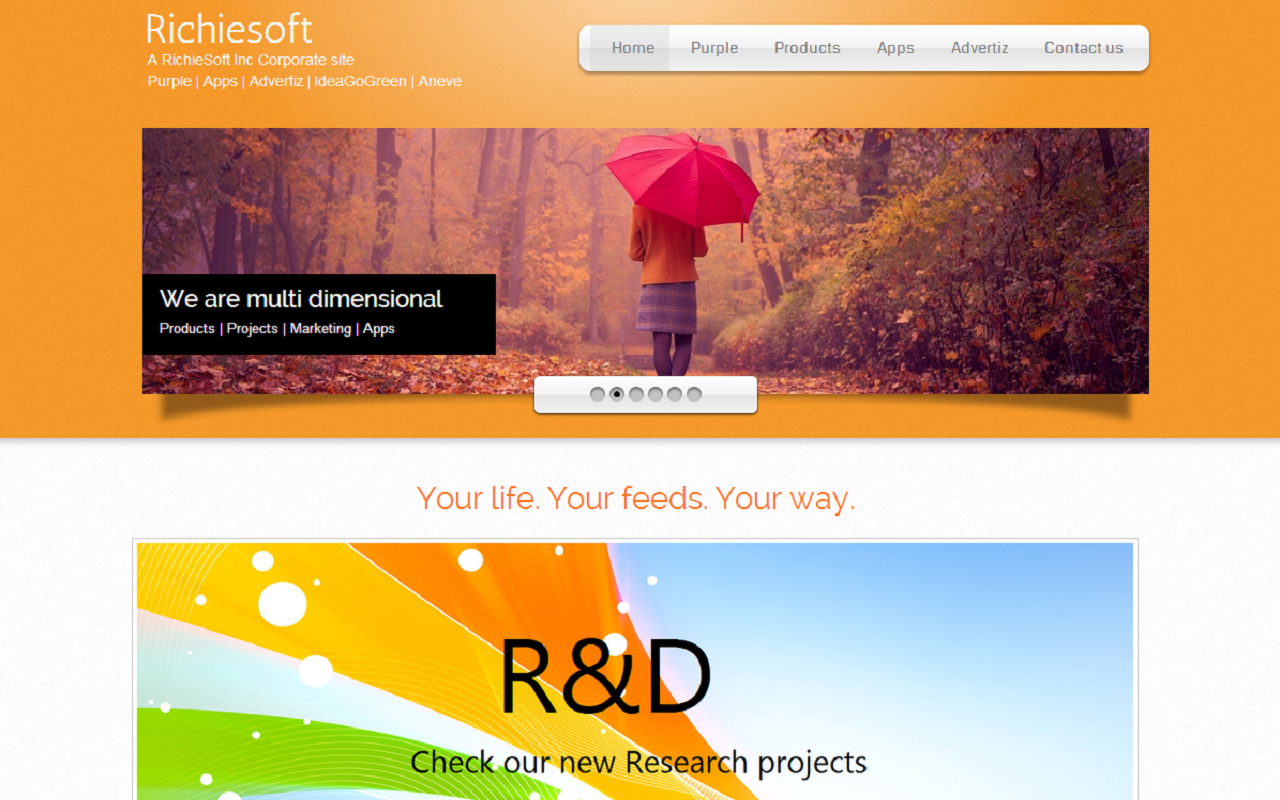 Richiesoft
A RichieSoft Inc Corporate site
Purple | Apps | Advertiz | IdeaGoGreen | Aneve
Home Purple Products Apps Advertiz Contact us
We are multi dimensional
Products | Projects | Marketing | Apps
Your life. Your feeds. Your way.
R&D
Check our new Research projects